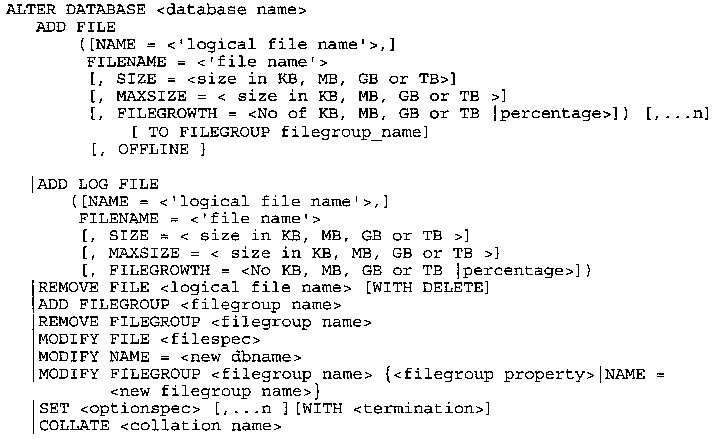 ALTER DATABASE <database name>
ADD FILE
([NAME = <'logical file name'>,]
FILENAME = <'file name'>
[, SIZE = <size in KB, MB, GB or TB>]
[, MAXSIZE = < size in KB, MB, GB or TB >]
[, FILEGROWTH = <No of KB, MB, GB or TB |percentage>]) [,...n]
[ TO FILEGROUP filegroup_name]
[, OFFLINE ]
|ADD LOG FILE
([NAME = <'logical file name'>,]
FILENAME = <'file name'>
[, SIZE = < size in KB, MB, GB or TB >]
[, MAXSIZE = < size in KB, MB, GB or TB >]
[, FILEGROWTH = <No KB, MB, GB or TB |percentage>])
|REMOVE FILE <logical file name> [WITH DELETE]
|ADD FILEGROUP <filegroup name>
|REMOVE FILEGROUP <filegroup name>
|MODIFY FILE <filespec>
|MODIFY NAME = <new dbname>
|MODIFY FILEGROUP <filegroup name> {<filegroup property>|NAME =
<new filegroup name>}
|SET <optionspec> [,...n ][WITH <termination>]
|COLLATE <collation name>